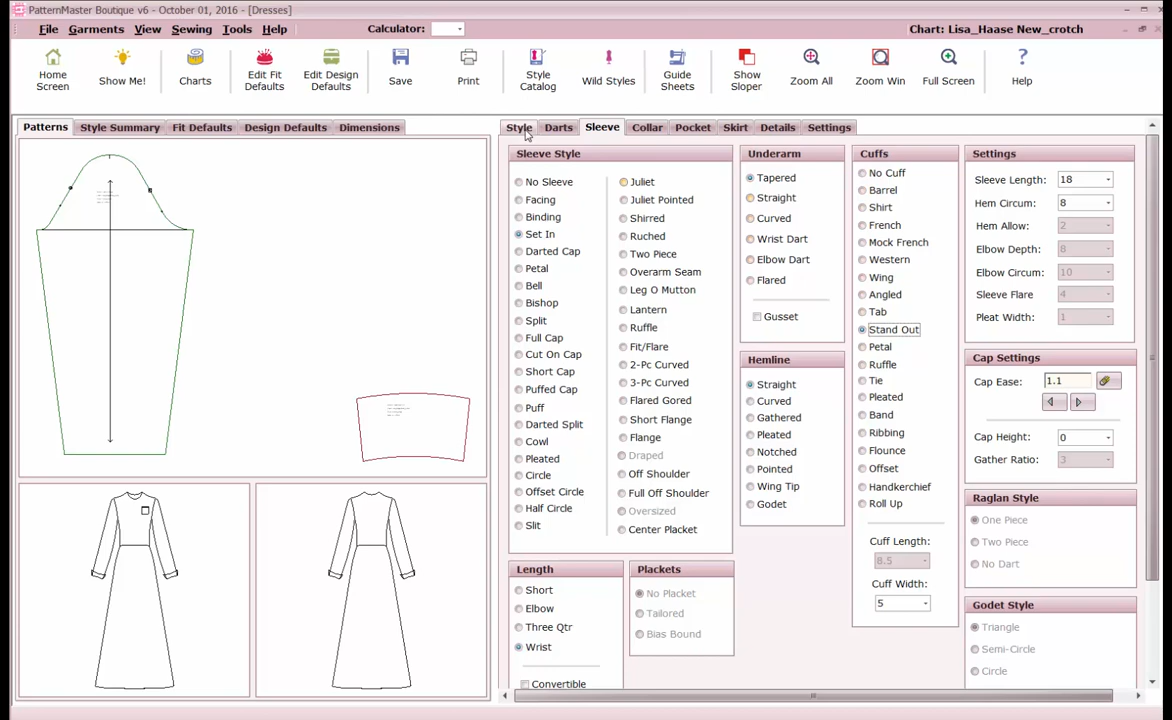 PatternMaster Boutique v6 - October 01, 2016 - [Dresses]
File Garments View Sewing Tools Help Calculator: Chart: Lisa_Haase New_crotch
Home Screen
Show Me!
Charts
Edit Fit Defaults
Edit Design Defaults
Save
Print
Style Catalog
Wild Styles
Guide Sheets
Show Sloper
Zoom All
Zoom Win
Full Screen
Help
Patterns Style Summary Fit Defaults Design Defaults Dimensions
Style Darts Sleeve Collar Pocket Skirt Details Settings
Sleeve Style
No Sleeve
Facing
Binding
Set In
Darted Cap
Petal
Bell
Bishop
Split
Full Cap
Cut On Cap
Short Cap
Puffed Cap
Puff
Darted Split
Cowl
Pleated
Circle
Offset Circle
Half Circle
Slit
Juliet
Juliet Pointed
Shirred
Ruched
Two Piece
Overarm Seam
Leg O Mutton
Lantern
Ruffle
Fit/Flare
2-Pc Curved
3-Pc Curved
Flared Gored
Short Flange
Flange
Draped
Off Shoulder
Full Off Shoulder
Oversized
Center Placket
Length
Short
Elbow
Three Qtr
Wrist
Convertible
Plackets
No Placket
Tailored
Bias Bound
Underarm
Tapered
Straight
Curved
Wrist Dart
Elbow Dart
Flared
Gusset
Hemline
Straight
Curved
Gathered
Pleated
Notched
Pointed
Wing Tip
Godet
Cuffs
No Cuff
Barrel
Shirt
French
Mock French
Western
Wing
Angled
Tab
Stand Out
Petal
Ruffle
Tie
Pleated
Band
Ribbing
Flounce
Offset
Handkerchief
Roll Up
Cuff Length:
8.5
Cuff Width:
5
Settings
Sleeve Length: 18
Hem Circum: 8
Hem Allow: 2
Elbow Depth: 8
Elbow Circum: 10
Sleeve Flare 4
Pleat Width: 1
Cap Settings
Cap Ease: 1.1
Cap Height: 0
Gather Ratio: 3
Raglan Style
One Piece
Two Piece
No Dart
Godet Style
Triangle
Semi-Circle
Circle